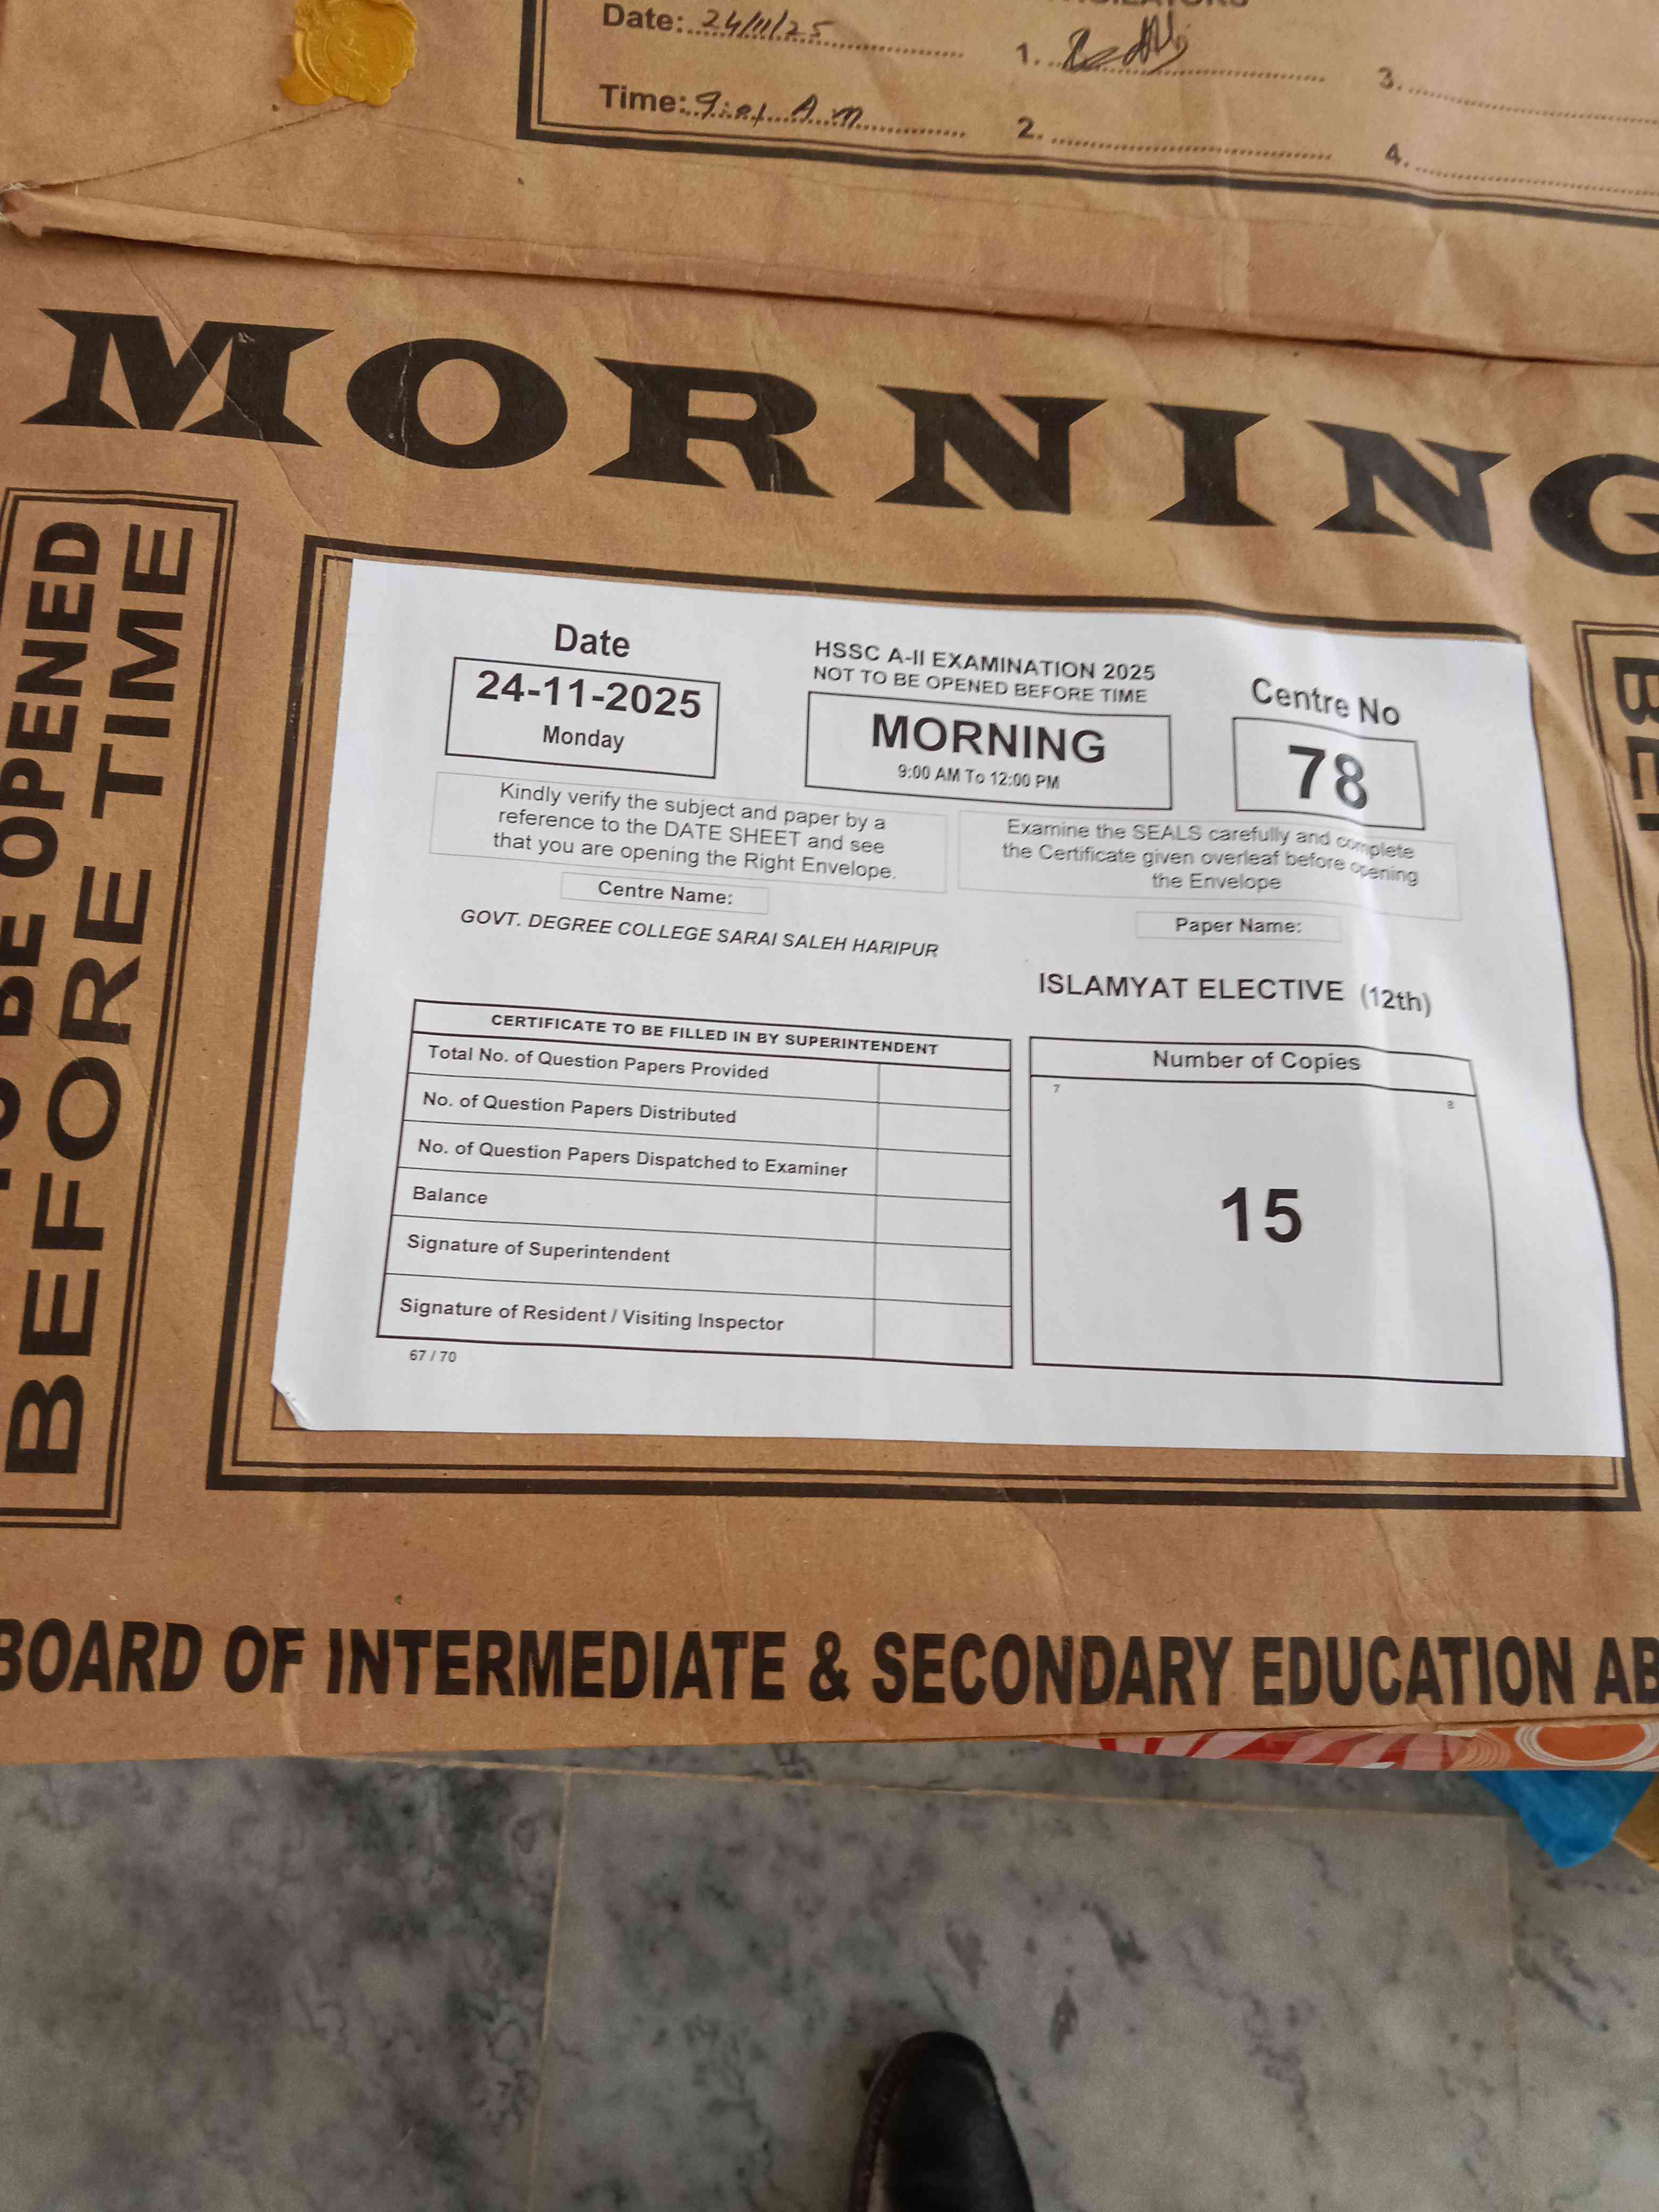 Date: 24/11/25
1.
3.
Time: 9:01 A.m
2.
4.
MORNING
TO BE OPENED
BEFORE TIME
Date
24-11-2025
Monday
HSSC A-II EXAMINATION 2025
NOT TO BE OPENED BEFORE TIME
MORNING
9:00 AM To 12:00 PM
Centre No
78
Kindly verify the subject and paper by a
reference to the DATE SHEET and see
that you are opening the Right Envelope.
Examine the SEALS carefully and complete
the Certificate given overleaf before opening
the Envelope
Centre Name:
GOVT. DEGREE COLLEGE SARAI SALEH HARIPUR
Paper Name:
ISLAMYAT ELECTIVE (12th)
CERTIFICATE TO BE FILLED IN BY SUPERINTENDENT
Total No. of Question Papers Provided
No. of Question Papers Distributed
No. of Question Papers Dispatched to Examiner
Balance
Signature of Superintendent
Signature of Resident / Visiting Inspector
67 / 70
Number of Copies
7
8
15
BOARD OF INTERMEDIATE & SECONDARY EDUCATION AB